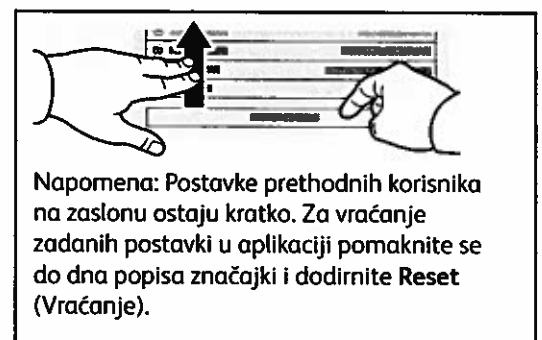 Napomena: Postavke prethodnih korisnika
na zaslonu ostaju kratko. Za vraćanje
zadanih postavki u aplikaciji pomaknite se
do dna popisa značajki i dodirnite Reset
(Vraćanje).